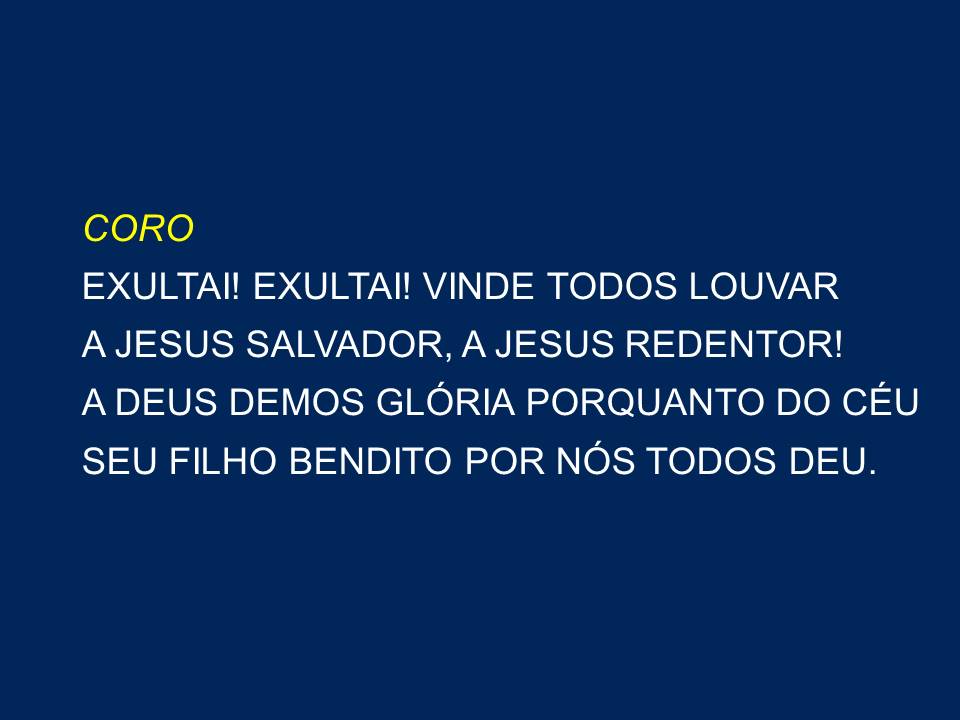 CORO
EXULTAI! EXULTAI! VINDE TODOS LOUVAR
A JESUS SALVADOR, A JESUS REDENTOR!
A DEUS DEMOS GLÓRIA PORQUANTO DO CÉU
SEU FILHO BENDITO POR NÓS TODOS DEU.